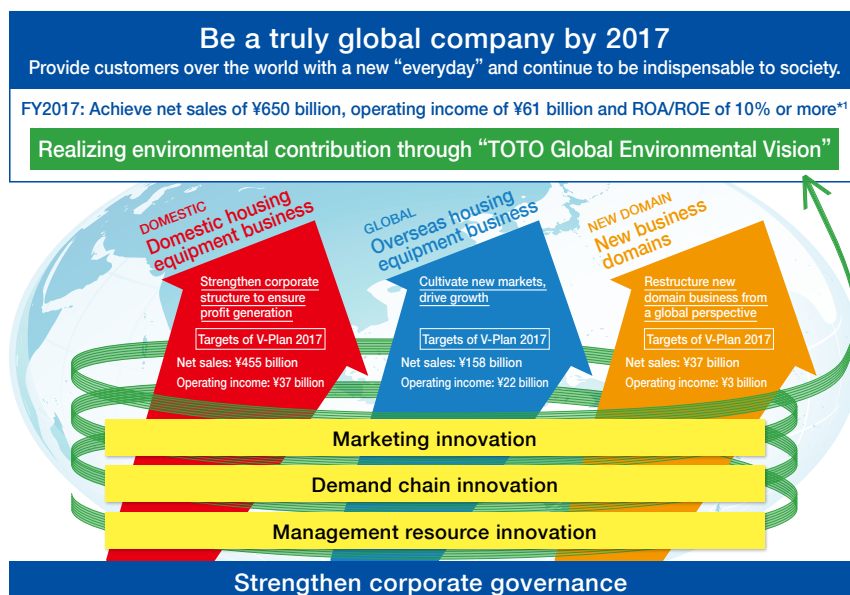 Be a truly global company by 2017
Provide customers over the world with a new “everyday” and continue to be indispensable to society.
FY2017: Achieve net sales of ¥650 billion, operating income of ¥61 billion and ROA/ROE of 10% or more*1
Realizing environmental contribution through “TOTO Global Environmental Vision”
DOMESTIC
Domestic housing
equipment business
Strengthen corporate
structure to ensure
profit generation
Targets of V-Plan 2017
Net sales: ¥455 billion
Operating income: ¥37 billion
GLOBAL
Overseas housing
equipment business
Cultivate new markets,
drive growth
Targets of V-Plan 2017
Net sales: ¥158 billion
Operating income: ¥22 billion
NEW DOMAIN
New business
domains
Restructure new
domain business from
a global perspective
Targets of V-Plan 2017
Net sales: ¥37 billion
Operating income: ¥3 billion
Marketing innovation
Demand chain innovation
Management resource innovation
Strengthen corporate governance